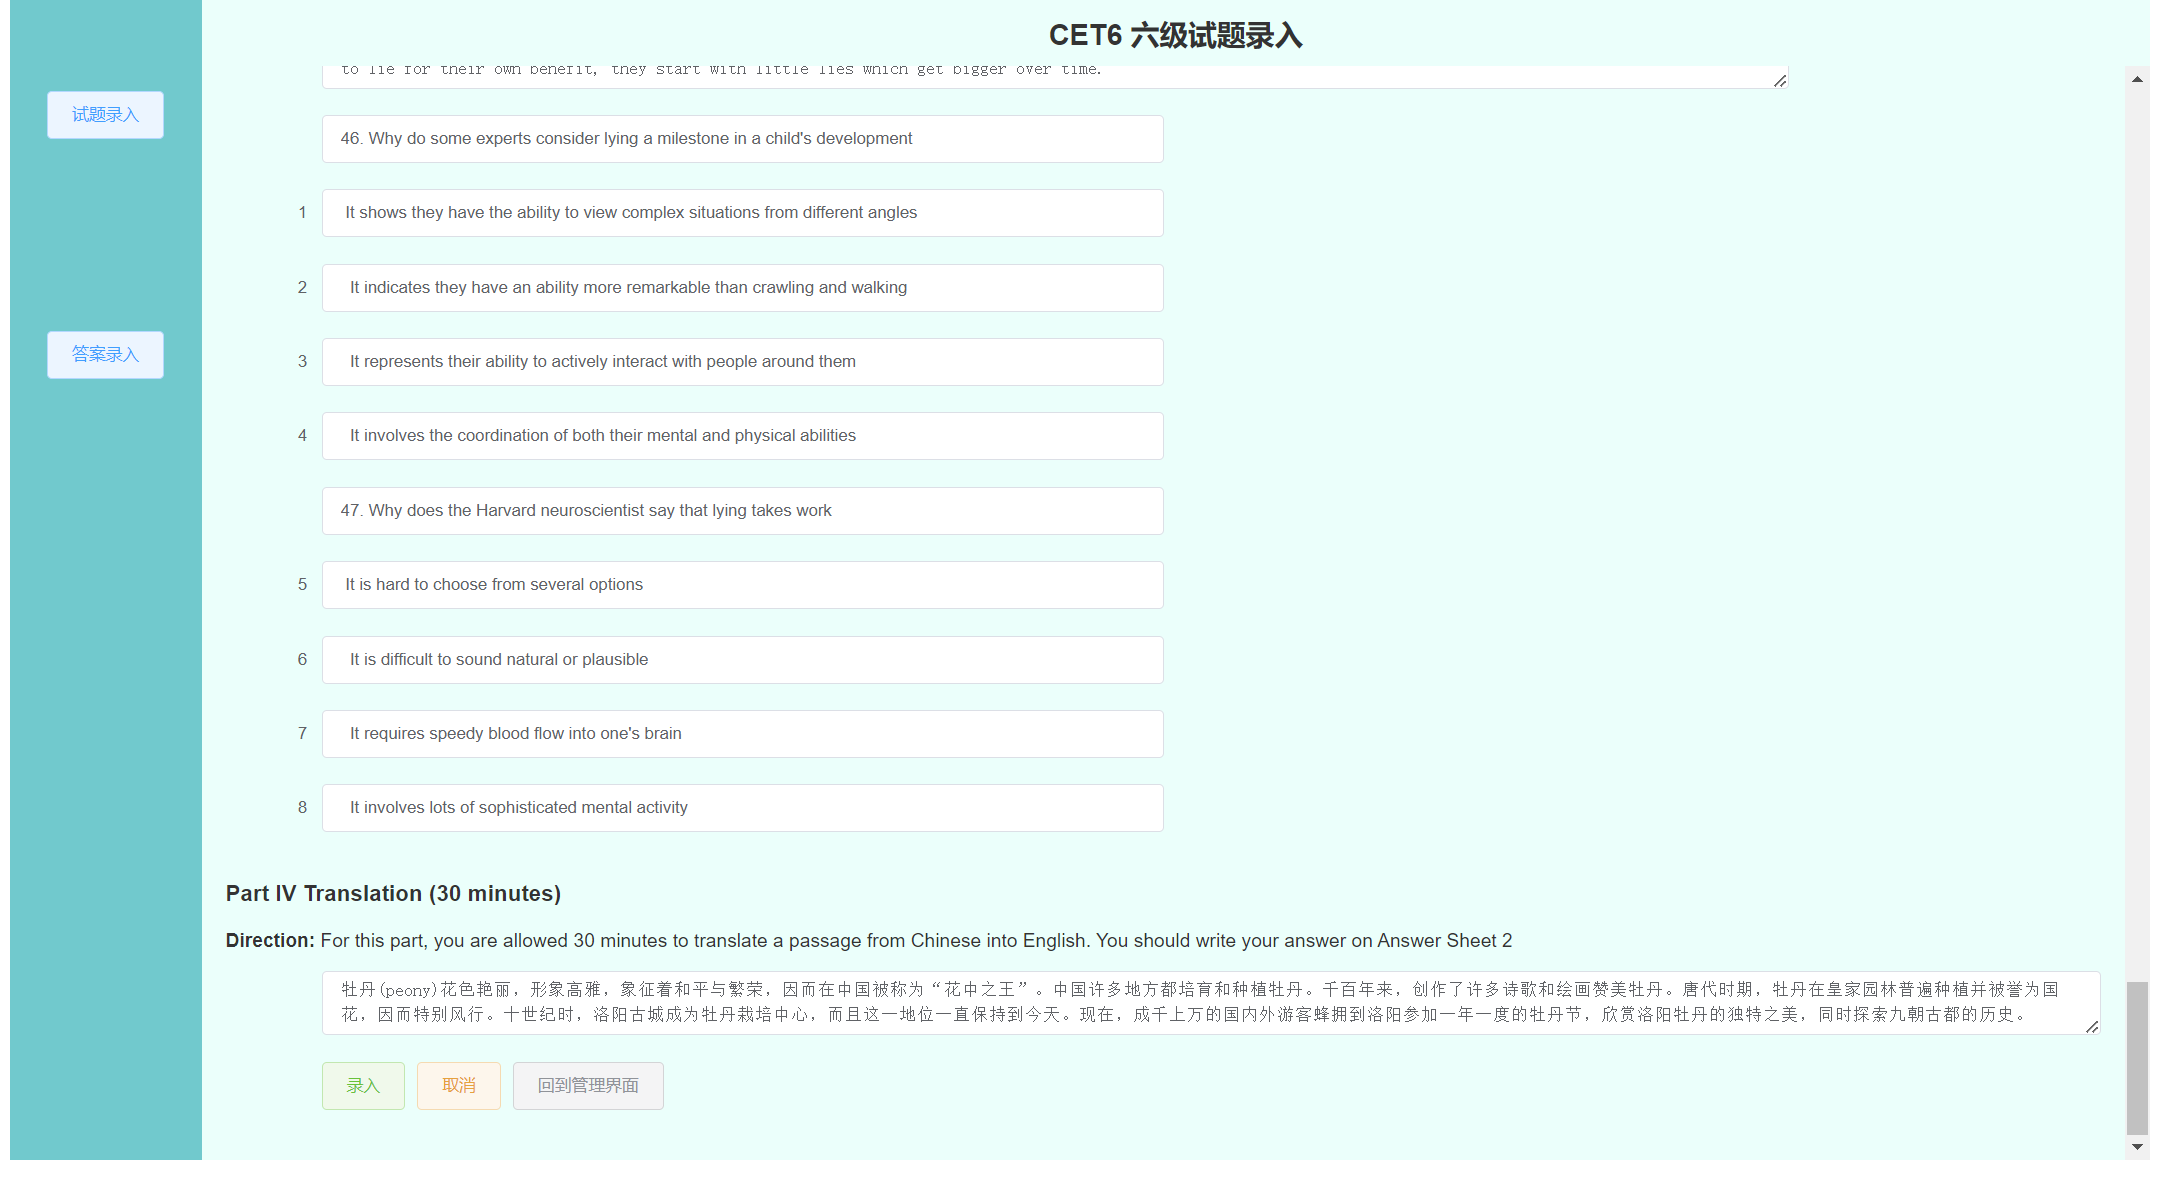 CET6 六级试题录入
试题录入
答案录入
to lie for their own benefit, they start with little lies which get bigger over time.
46. Why do some experts consider lying a milestone in a child's development
1 It shows they have the ability to view complex situations from different angles
2 It indicates they have an ability more remarkable than crawling and walking
3 It represents their ability to actively interact with people around them
4 It involves the coordination of both their mental and physical abilities
47. Why does the Harvard neuroscientist say that lying takes work
5 It is hard to choose from several options
6 It is difficult to sound natural or plausible
7 It requires speedy blood flow into one's brain
8 It involves lots of sophisticated mental activity
Part IV Translation (30 minutes)
Direction: For this part, you are allowed 30 minutes to translate a passage from Chinese into English. You should write your answer on Answer Sheet 2
牡丹(peony)花色艳丽，形象高雅，象征着和平与繁荣，因而在中国被称为“花中之王”。中国许多地方都培育和种植牡丹。千百年来，创作了许多诗歌和绘画赞美牡丹。唐代时期，牡丹在皇家园林普遍种植并被誉为国
花，因而特别风行。十世纪时，洛阳古城成为牡丹栽培中心，而且这一地位一直保持到今天。现在，成千上万的国内外游客蜂拥到洛阳参加一年一度的牡丹节，欣赏洛阳牡丹的独特之美，同时探索九朝古都的历史。
录入 取消 回到管理界面